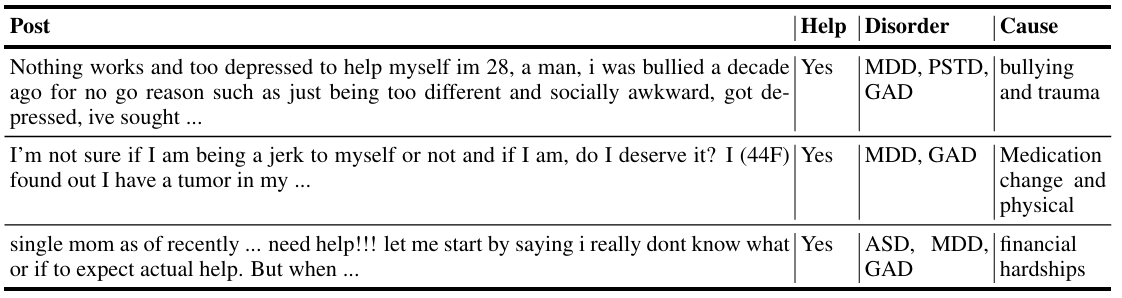 Post Help Disorder Cause
Nothing works and too depressed to help myself im 28, a man, i was bullied a decade Yes MDD, PSTD, bullying
ago for no go reason such as just being too different and socially awkward, got de- GAD and trauma
pressed, ive sought ...
I'm not sure if I am being a jerk to myself or not and if I am, do I deserve it? I (44F) Yes MDD, GAD Medication
found out I have a tumor in my ... change and
physical
single mom as of recently ... need help!!! let me start by saying i really dont know what Yes ASD, MDD, financial
or if to expect actual help. But when ... GAD hardships